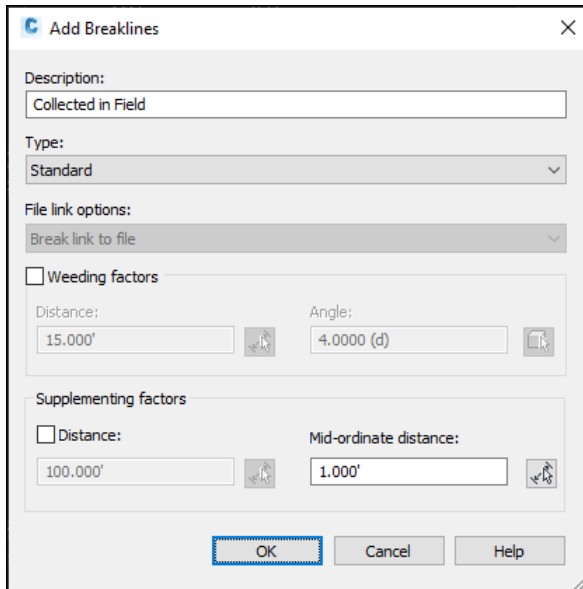 Add Breaklines
Description:
Collected in Field
Type:
Standard
File link options:
Break link to file
Weeding factors
Distance: Angle:
15.000' 4.0000 (d)
Supplementing factors
Distance: Mid-ordinate distance:
100.000' 1.000'
OK Cancel Help